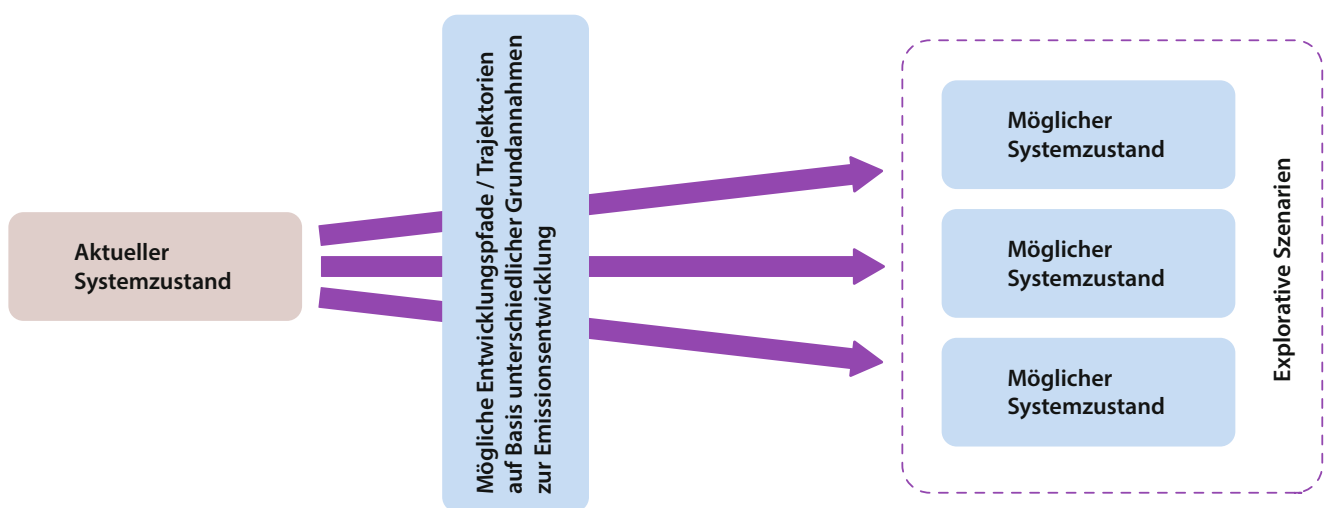 Aktueller
Systemzustand
Mögliche Entwicklungspfade / Trajektorien
auf Basis unterschiedlicher Grundannahmen
zur Emissionsentwicklung
Möglicher
Systemzustand
Möglicher
Systemzustand
Möglicher
Systemzustand
Explorative Szenarien